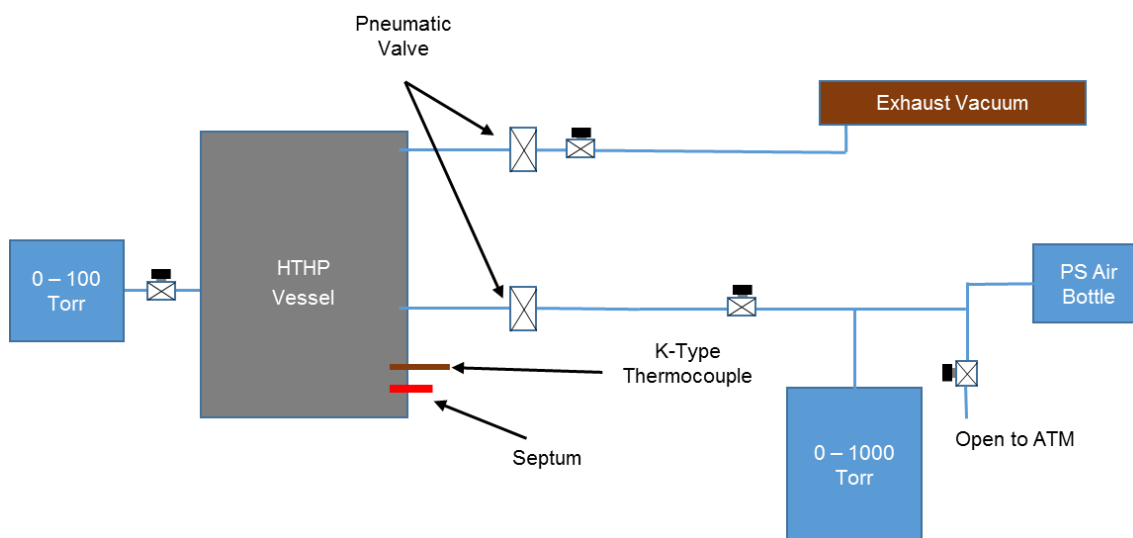 Pneumatic
Valve
Exhaust Vacuum
0 – 100
Torr
HTHP
Vessel
PS Air
Bottle
K-Type
Thermocouple
Septum
0 – 1000
Torr
Open to ATM